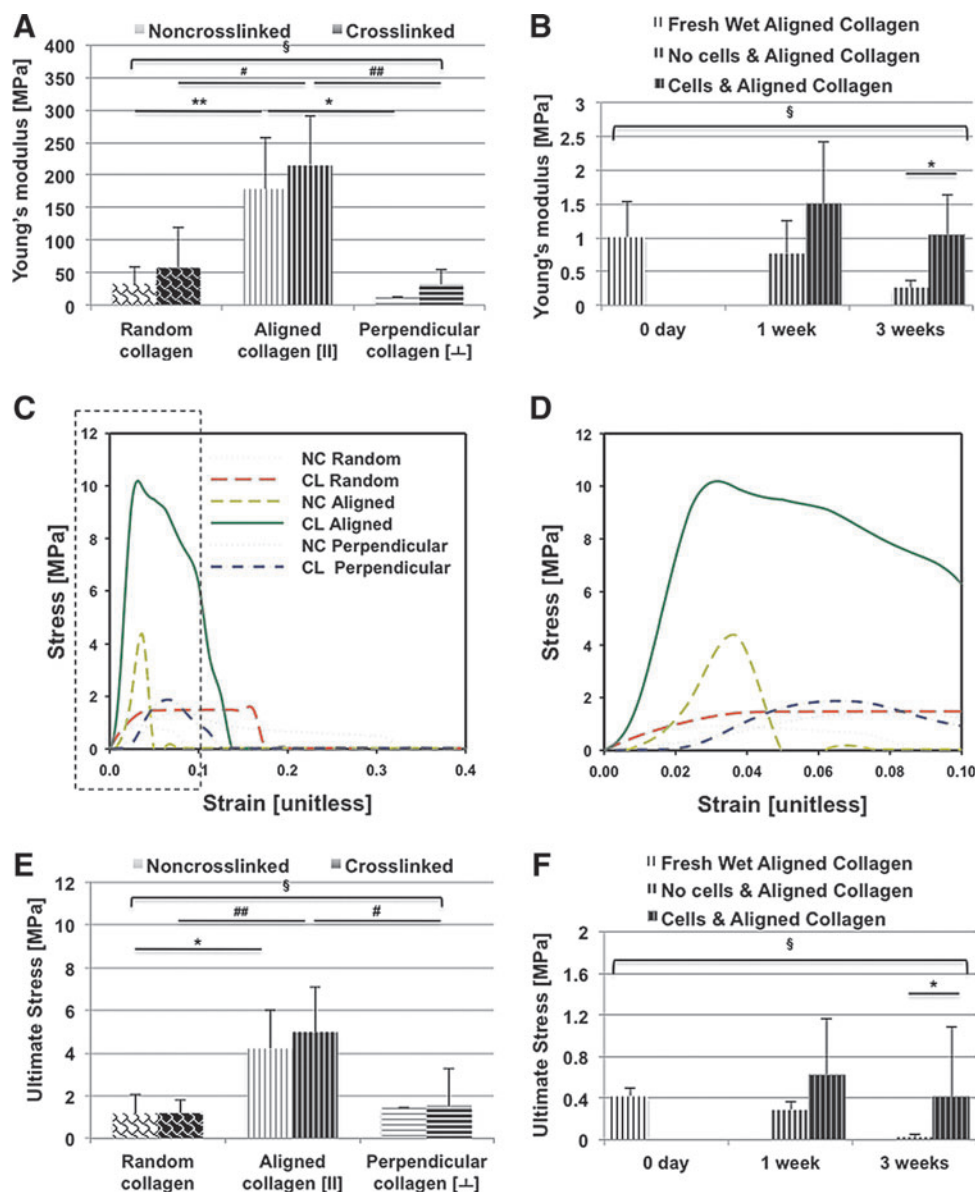 A
Noncrosslinked Crosslinked
Young's modulus [MPa]
400
350
300
250
200
150
100
50
0
§
# ##
** *
Random collagen
Aligned collagen [II]
Perpendicular collagen [⊥]
B
Fresh Wet Aligned Collagen
No cells & Aligned Collagen
Cells & Aligned Collagen
Young's modulus [MPa]
3
2.5
2
1.5
1
0.5
0
§
*
0 day 1 week 3 weeks
C
Stress [MPa]
12
10
8
6
4
2
0
NC Random
CL Random
NC Aligned
CL Aligned
NC Perpendicular
CL Perpendicular
0.0 0.1 0.2 0.3 0.4
Strain [unitless]
D
Stress [MPa]
12
10
8
6
4
2
0
0.00 0.02 0.04 0.06 0.08 0.10
Strain [unitless]
E
Noncrosslinked Crosslinked
Ultimate Stress [MPa]
12
10
8
6
4
2
0
§
## #
*
Random collagen
Aligned collagen [II]
Perpendicular collagen [⊥]
F
Fresh Wet Aligned Collagen
No cells & Aligned Collagen
Cells & Aligned Collagen
Ultimate Stress [MPa]
2
1.6
1.2
0.8
0.4
0
§
*
0 day 1 week 3 weeks